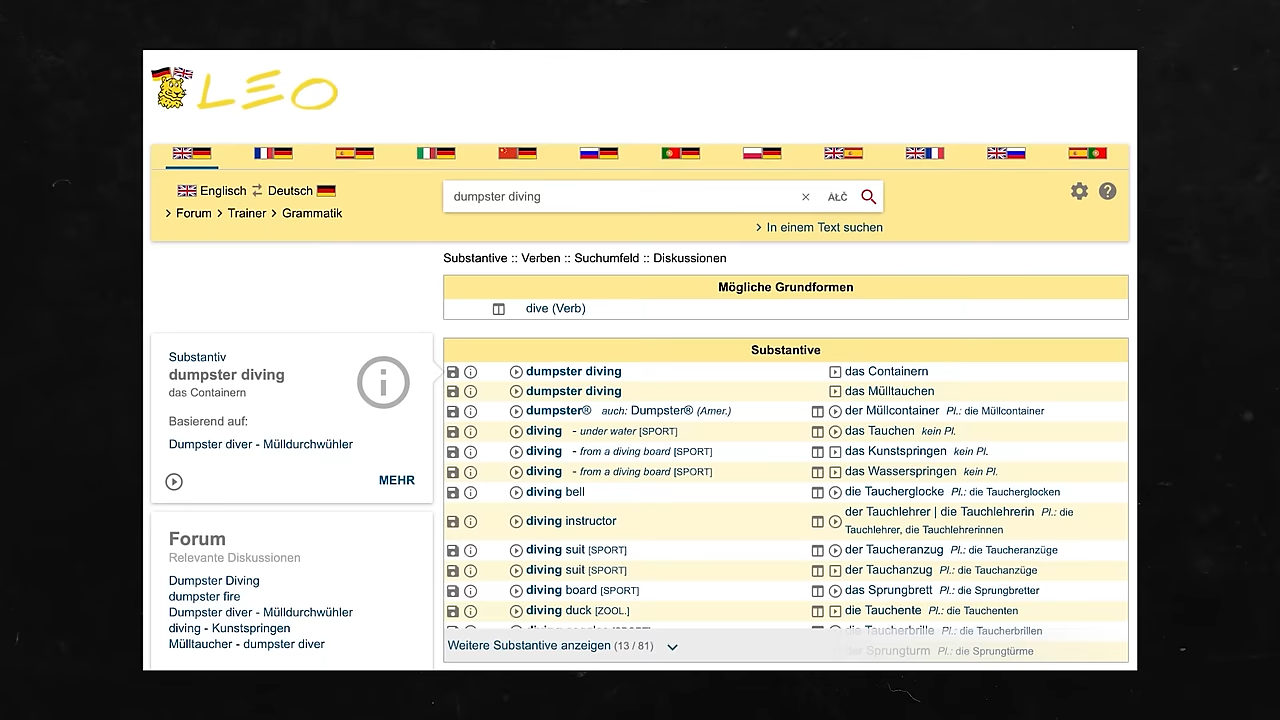 LEO
Englisch Deutsch
Forum Trainer Grammatik
dumpster diving × ÄŁČ
In einem Text suchen
Substantive :: Verben :: Suchumfeld :: Diskussionen
Mögliche Grundformen
dive (Verb)
Substantiv
dumpster diving
das Containern
Basierend auf:
Dumpster diver - Mülldurchwühler
MEHR
Forum
Relevante Diskussionen
Dumpster Diving
dumpster fire
Dumpster diver - Mülldurchwühler
diving - Kunstspringen
Mülltaucher - dumpster diver
Substantive
dumpster diving das Containern
dumpster diving das Mülltauchen
dumpster® auch: Dumpster® (Amer.) der Müllcontainer Pl.: die Müllcontainer
diving - under water [SPORT] das Tauchen kein Pl.
diving - from a diving board [SPORT] das Kunstspringen kein Pl.
diving - from a diving board [SPORT] das Wasserspringen kein Pl.
diving bell die Taucherglocke Pl.: die Taucherglocken
diving instructor der Tauchlehrer | die Tauchlehrerin Pl.: die
Tauchlehrer, die Tauchlehrerinnen
diving suit [SPORT] der Taucheranzug Pl.: die Taucheranzüge
diving suit [SPORT] der Tauchanzug Pl.: die Tauchanzüge
diving board [SPORT] das Sprungbrett Pl.: die Sprungbretter
diving duck [ZOOL.] die Tauchente Pl.: die Tauchenten
die Taucherbrille Pl.: die Taucherbrillen
Weitere Substantive anzeigen (13 / 81)
der Sprungturm Pl.: die Sprungtürme